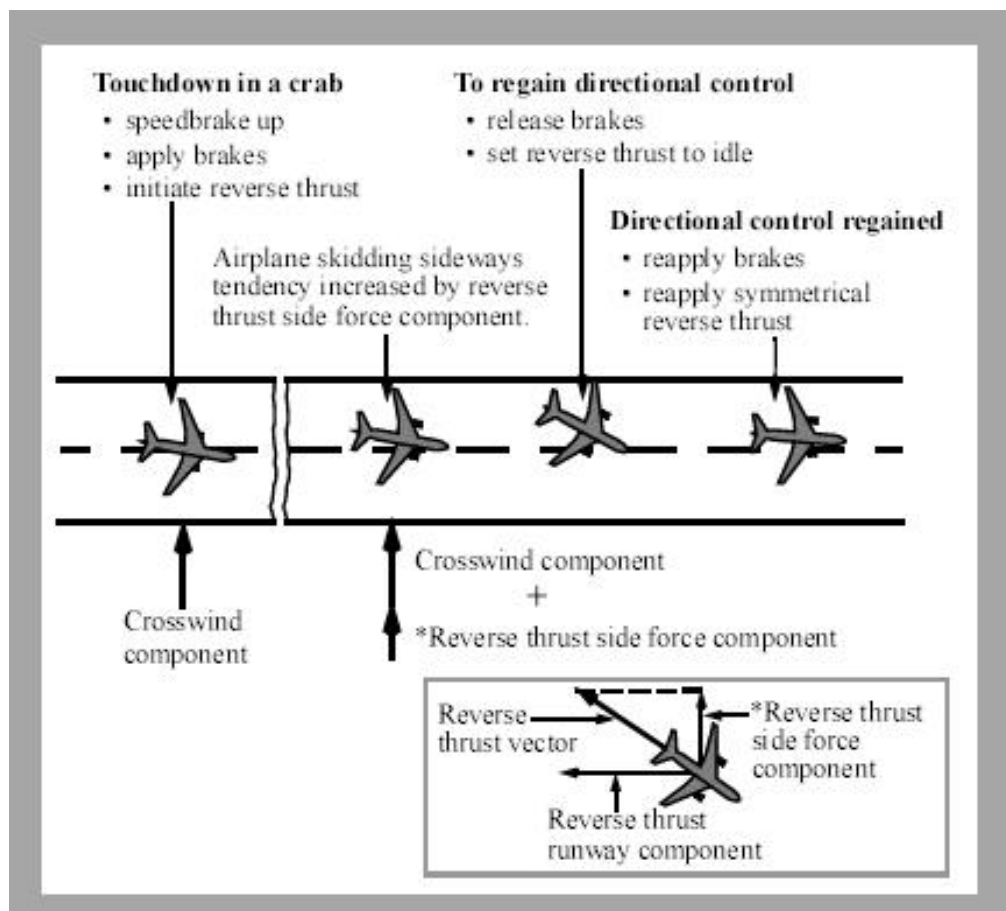 Touchdown in a crab
• speedbrake up
• apply brakes
• initiate reverse thrust
To regain directional control
• release brakes
• set reverse thrust to idle
Directional control regained
• reapply brakes
• reapply symmetrical
reverse thrust
Airplane skidding sideways
tendency increased by reverse
thrust side force component.
Crosswind
component
Crosswind component
+
*Reverse thrust side force component
Reverse
thrust vector
*Reverse thrust
side force
component
Reverse thrust
runway component